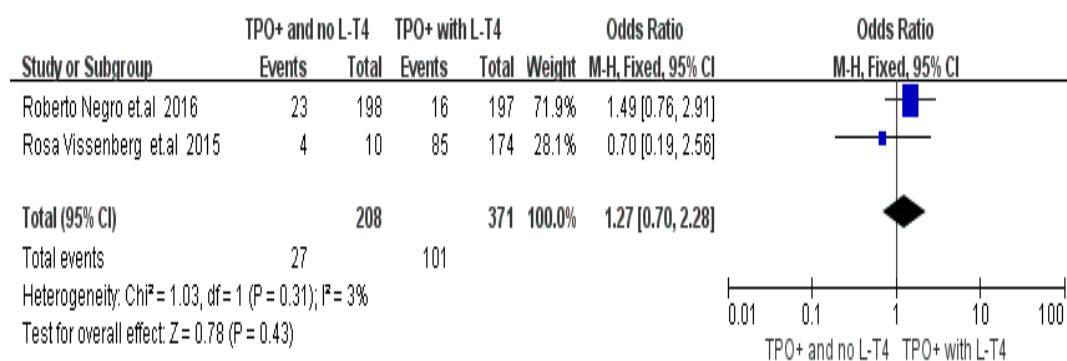 TPO+ and no L-T4 TPO+ with L-T4 Odds Ratio Odds Ratio
Study or Subgroup Events Total Events Total Weight M-H, Fixed, 95% CI M-H, Fixed, 95% CI
Roberto Negro et.al 2016 23 198 16 197 71.9% 1.49 [0.76, 2.91]
Rosa Vissenberg et.al 2015 4 10 85 174 28.1% 0.70 [0.19, 2.56]
Total (95% CI) 208 371 100.0% 1.27 [0.70, 2.28]
Total events 27 101
Heterogeneity: Chi² = 1.03, df = 1 (P = 0.31); I² = 3%
Test for overall effect: Z = 0.78 (P = 0.43)
0.01 0.1 1 10 100
TPO+ and no L-T4 TPO+ with L-T4